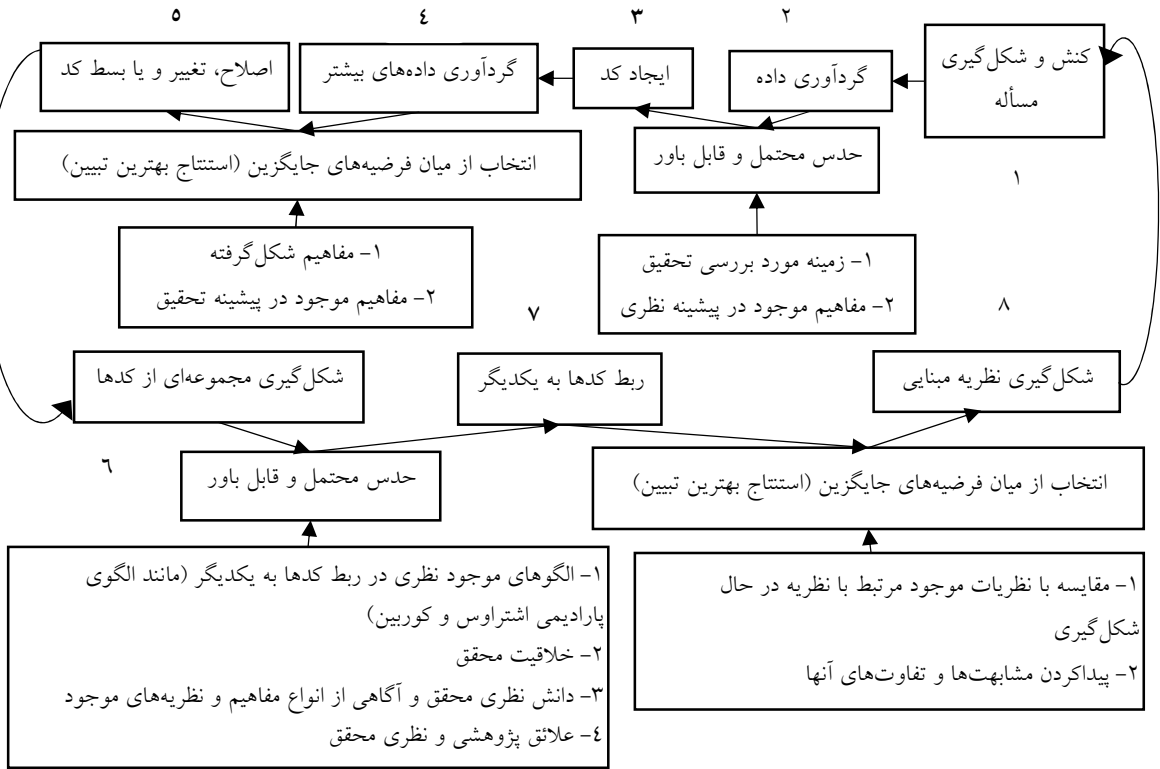 ۵
۴
۳
۲
کنش و شکل‌گیری
مسأله
گردآوری داده
ایجاد کد
گردآوری داده‌های بیشتر
اصلاح، تغییر و یا بسط کد
حدس محتمل و قابل باور
انتخاب از میان فرضیه‌های جایگزین (استنتاج بهترین تبیین)
۱
۱- زمینه مورد بررسی تحقیق
۲- مفاهیم موجود در پیشینه نظری
۱- مفاهیم شکل‌گرفته
۲- مفاهیم موجود در پیشینه تحقیق
۸
۷
شکل‌گیری نظریه مبنایی
ربط کدها به یکدیگر
شکل‌گیری مجموعه‌ای از کدها
۶
حدس محتمل و قابل باور
انتخاب از میان فرضیه‌های جایگزین (استنتاج بهترین تبیین)
۱- الگوهای موجود نظری در ربط کدها به یکدیگر (مانند الگوی
پارادیمی اشتراوس و کوربین)
۲- خلاقیت محقق
۳- دانش نظری محقق و آگاهی از انواع مفاهیم و نظریه‌های موجود
۴- علائق پژوهشی و نظری محقق
۱- مقایسه با نظریات موجود مرتبط با نظریه در حال
شکل‌گیری
۲- پیداکردن مشابهت‌ها و تفاوت‌های آنها